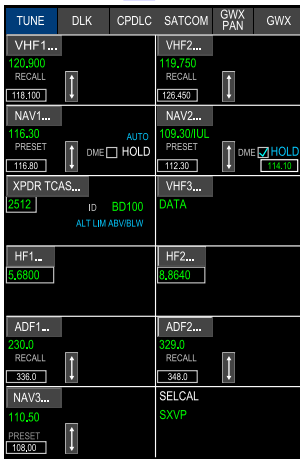 TUNE DLK CPDLC SATCOM GWX PAN GWX
VHF1... VHF2...
120,900 119.750
RECALL RECALL
118,100 126,450
NAV1... NAV2...
116.30 AUTO 109.30/IUL
PRESET DME HOLD PRESET DME HOLD
116.80 112.30 114.10
XPDR TCAS... VHF3...
2512 ID BD100 DATA
ALT LIM ABV/BLW
HF1... HF2...
5,6800 8,8640
ADF1... ADF2...
230.0 329.0
RECALL RECALL
336.0 348.0
NAV3... SELCAL
110,50 SXVP
PRESET
108,00